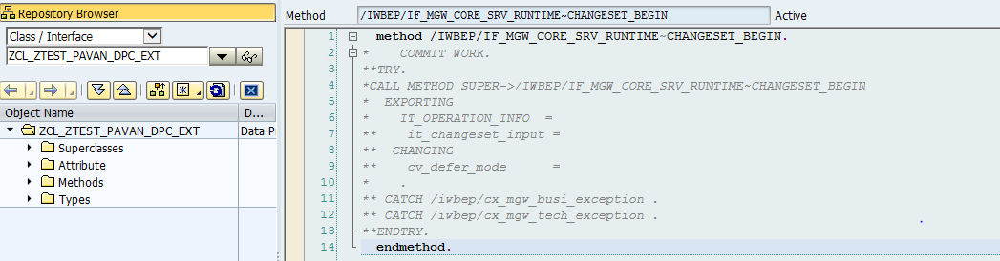 Repository Browser
Class / Interface
ZCL_ZTEST_PAVAN_DPC_EXT
Object Name D...
ZCL_ZTEST_PAVAN_DPC_EXT Data P
Superclasses
Attribute
Methods
Types
Method /IWBEP/IF_MGW_CORE_SRV_RUNTIME~CHANGESET_BEGIN Active
1 method /IWBEP/IF_MGW_CORE_SRV_RUNTIME~CHANGESET_BEGIN.
2 * COMMIT WORK.
3 **TRY.
4 *CALL METHOD SUPER->/IWBEP/IF_MGW_CORE_SRV_RUNTIME~CHANGESET_BEGIN
5 * EXPORTING
6 * IT_OPERATION_INFO =
7 ** it_changeset_input =
8 ** CHANGING
9 ** cv_defer_mode =
10 * .
11 ** CATCH /iwbep/cx_mgw_busi_exception .
12 ** CATCH /iwbep/cx_mgw_tech_exception .
13 **ENDTRY.
14 endmethod.